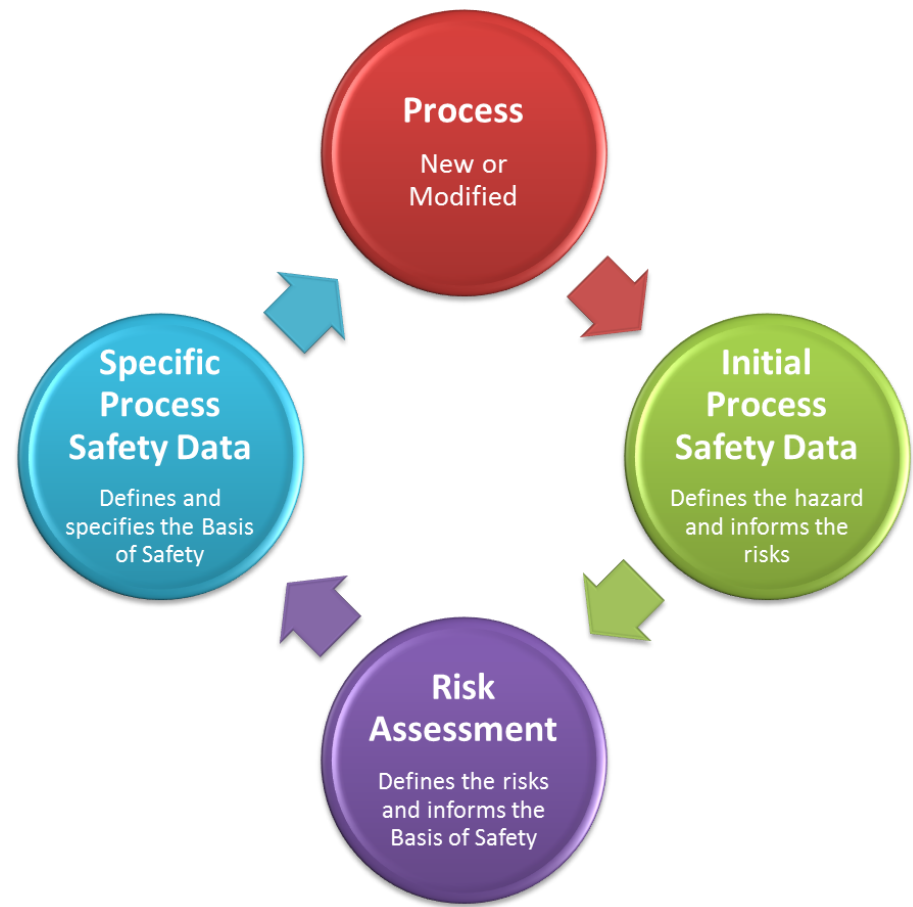 Process
New or
Modified
Initial
Process
Safety Data
Defines the hazard
and informs the
risks
Risk
Assessment
Defines the risks
and informs the
Basis of Safety
Specific
Process
Safety Data
Defines and
specifies the Basis
of Safety